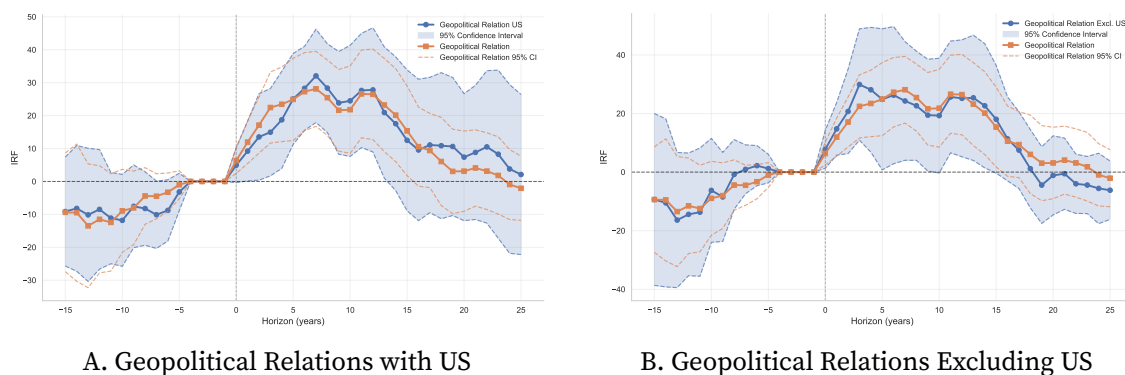 50
40
30
20
10
0
−10
−20
−30
IRF
−15
−10
−5
0
5
10
15
20
25
Horizon (years)
Geopolitical Relation US
95% Confidence Interval
Geopolitical Relation
Geopolitical Relation 95% CI
A. Geopolitical Relations with US
40
20
0
−20
−40
IRF
−15
−10
−5
0
5
10
15
20
25
Horizon (years)
Geopolitical Relation Excl. US
95% Confidence Interval
Geopolitical Relation
Geopolitical Relation 95% CI
B. Geopolitical Relations Excluding US